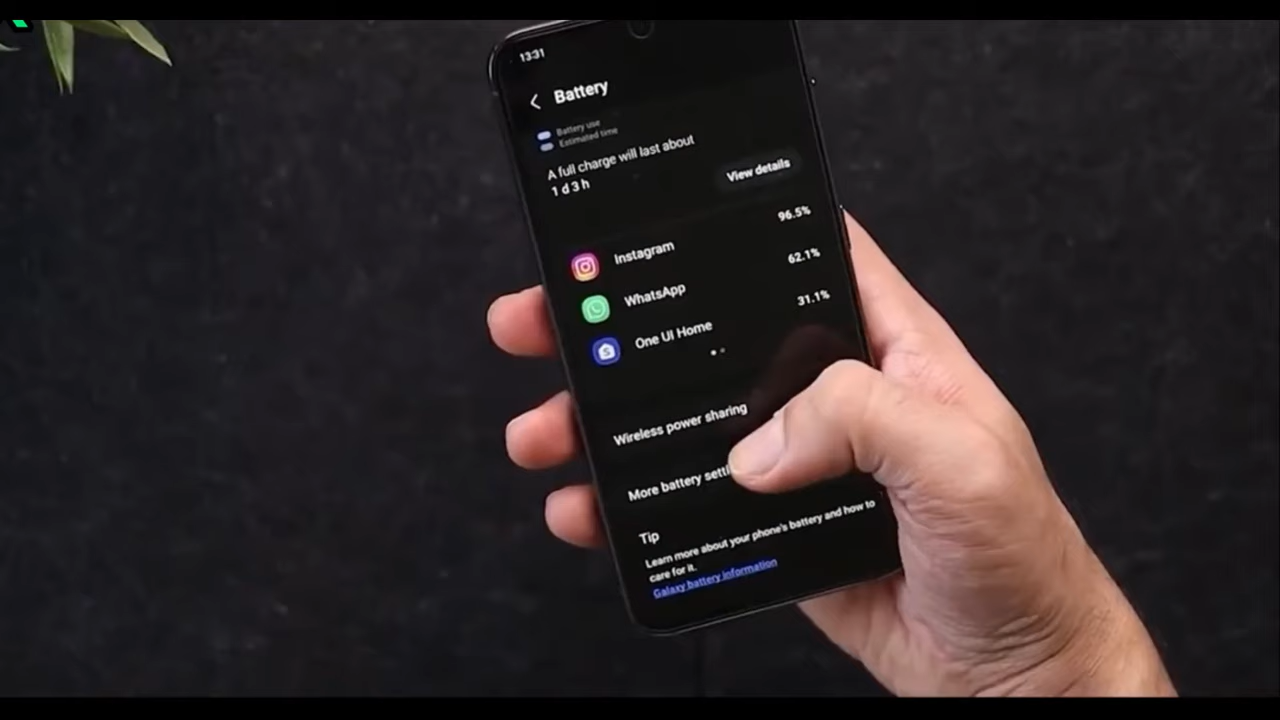 13:31
Battery
Battery use
Estimated time
A full charge will last about
1 d 3 h
View details
Instagram 96.5%
WhatsApp 62.1%
One UI Home 31.1%
Wireless power sharing
More battery
Tip
Learn more about your phone's battery and how to
care for it.
Galaxy battery information